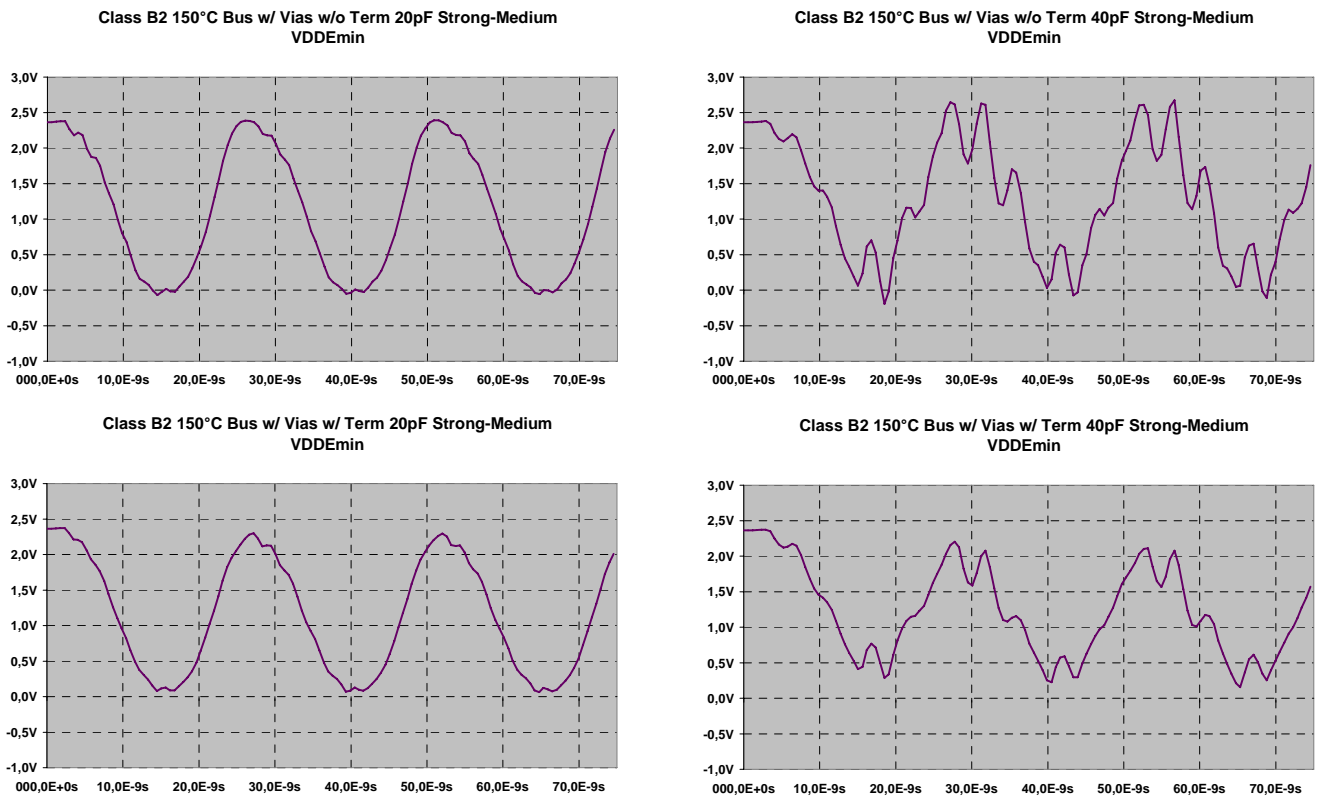 Class B2 150°C Bus w/ Vias w/o Term 20pF Strong-Medium
VDDEmin
3,0V
2,5V
2,0V
1,5V
1,0V
0,5V
0,0V
-0,5V
-1,0V
000,0E+0s 10,0E-9s 20,0E-9s 30,0E-9s 40,0E-9s 50,0E-9s 60,0E-9s 70,0E-9s
Class B2 150°C Bus w/ Vias w/o Term 40pF Strong-Medium
VDDEmin
3,0V
2,5V
2,0V
1,5V
1,0V
0,5V
0,0V
-0,5V
-1,0V
000,0E+0s 10,0E-9s 20,0E-9s 30,0E-9s 40,0E-9s 50,0E-9s 60,0E-9s 70,0E-9s
Class B2 150°C Bus w/ Vias w/ Term 20pF Strong-Medium
VDDEmin
3,0V
2,5V
2,0V
1,5V
1,0V
0,5V
0,0V
-0,5V
-1,0V
000,0E+0s 10,0E-9s 20,0E-9s 30,0E-9s 40,0E-9s 50,0E-9s 60,0E-9s 70,0E-9s
Class B2 150°C Bus w/ Vias w/ Term 40pF Strong-Medium
VDDEmin
3,0V
2,5V
2,0V
1,5V
1,0V
0,5V
0,0V
-0,5V
-1,0V
000,0E+0s 10,0E-9s 20,0E-9s 30,0E-9s 40,0E-9s 50,0E-9s 60,0E-9s 70,0E-9s